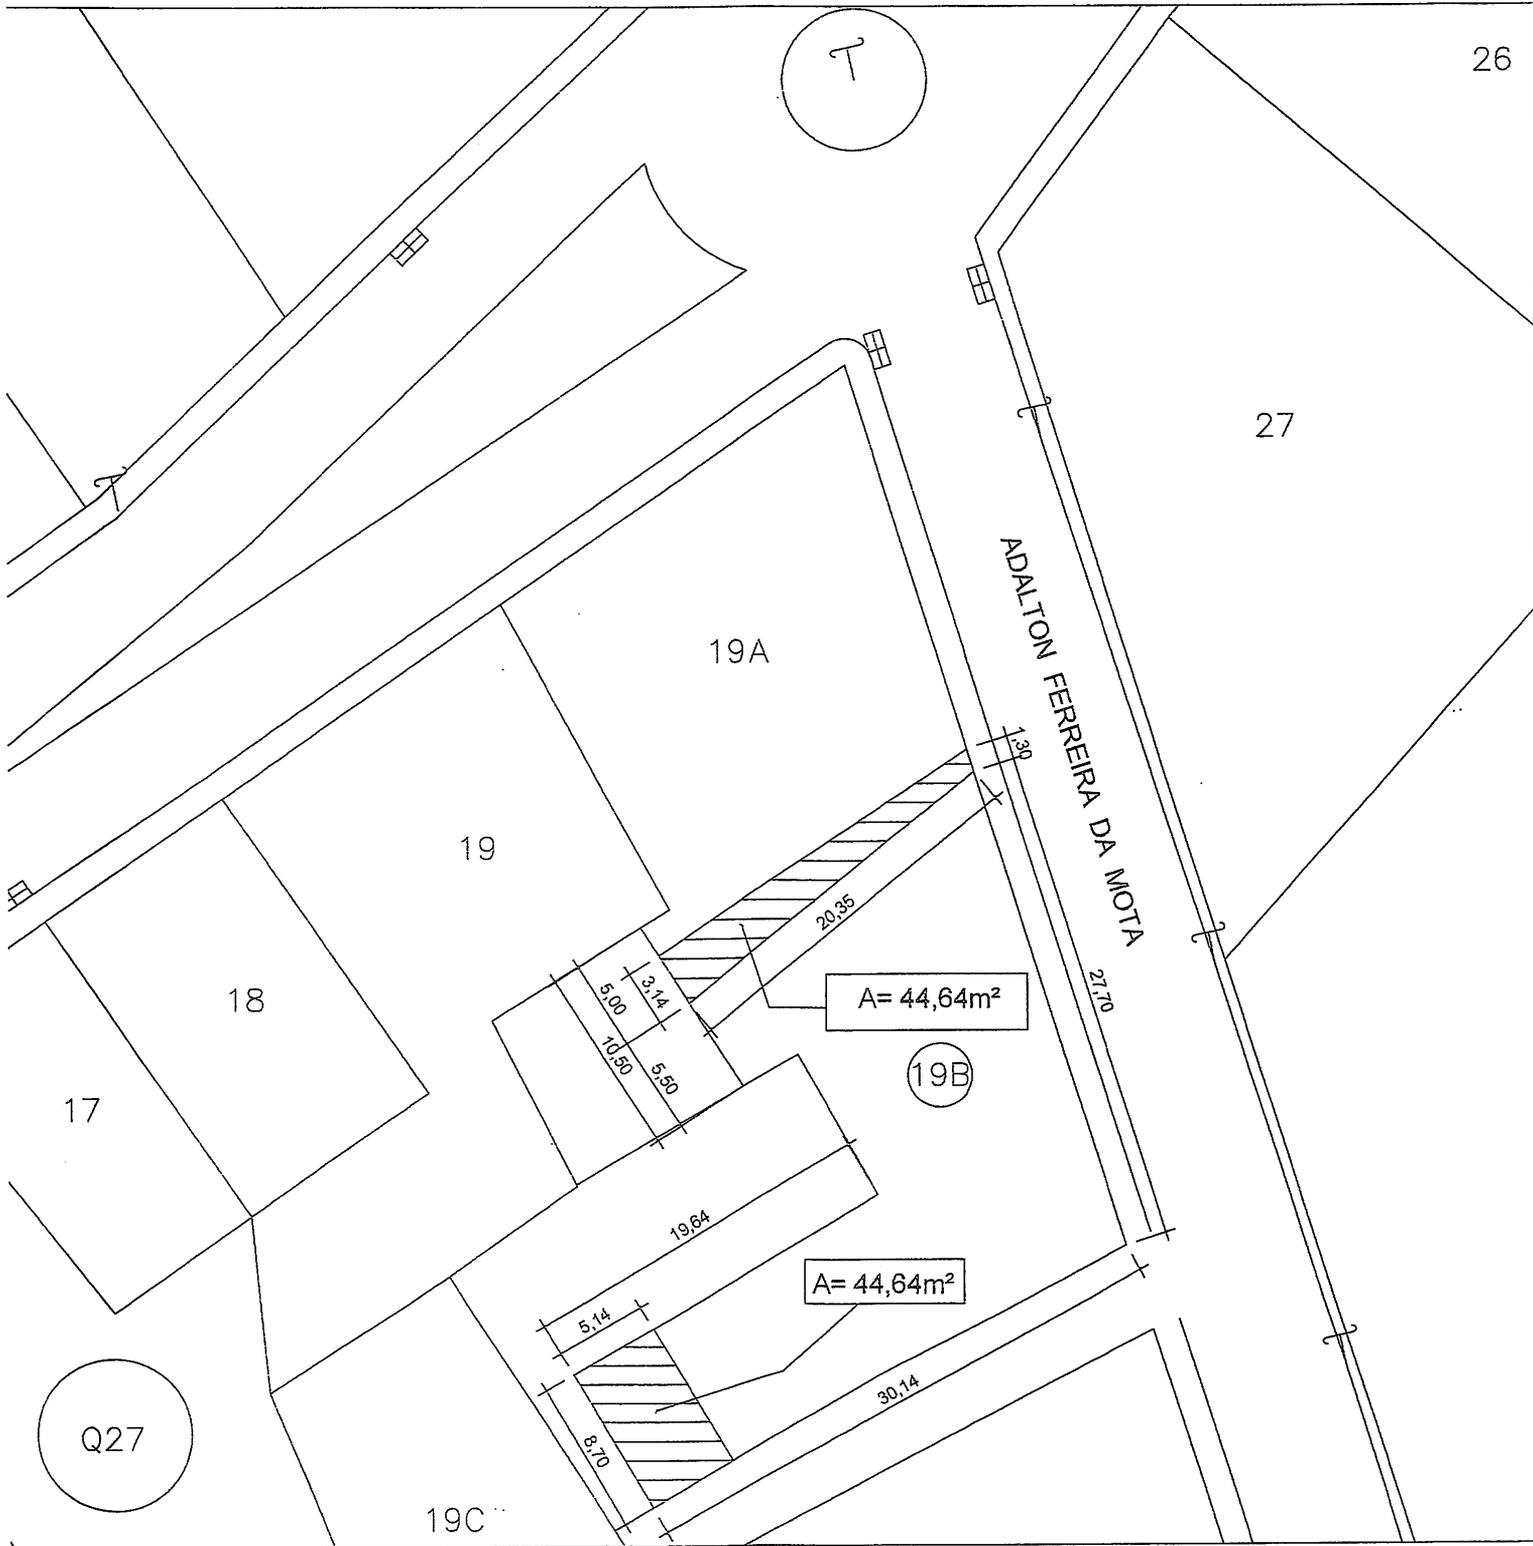 26
27
ADALTON FERREIRA DA MOTA
19A
1,30
19
20,35
27,70
18
5,00
3,14
A= 44,64m²
10,50
5,50
19B
17
19,64
A= 44,64m²
5,14
30,14
8,70
Q27
19C